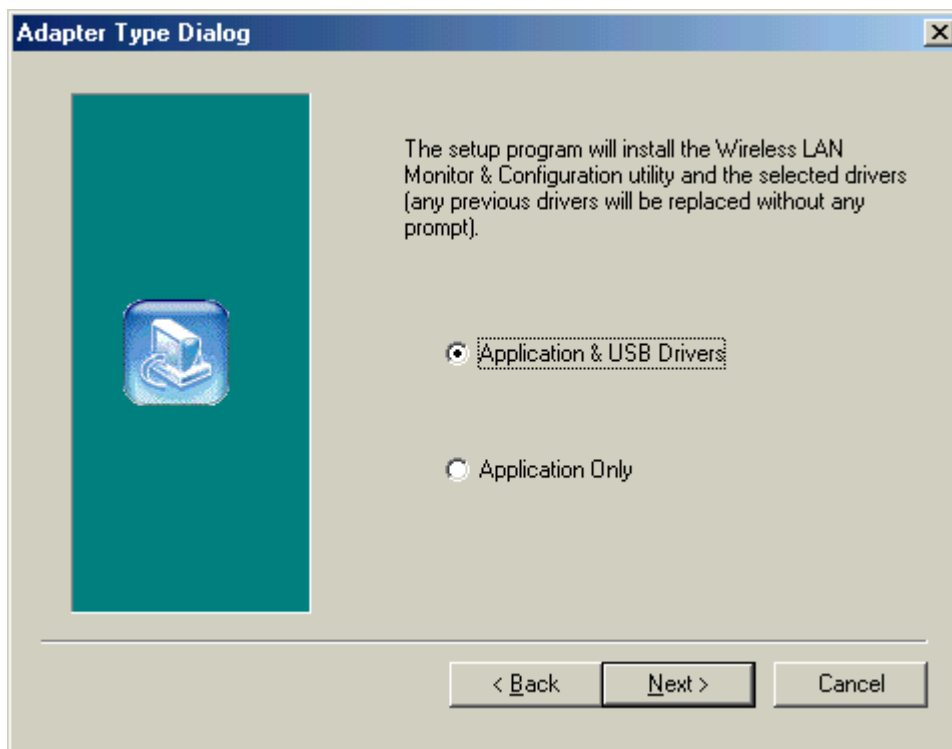 Adapter Type Dialog
The setup program will install the Wireless LAN
Monitor & Configuration utility and the selected drivers
(any previous drivers will be replaced without any
prompt).
Application & USB Drivers
Application Only
< Back
Next >
Cancel